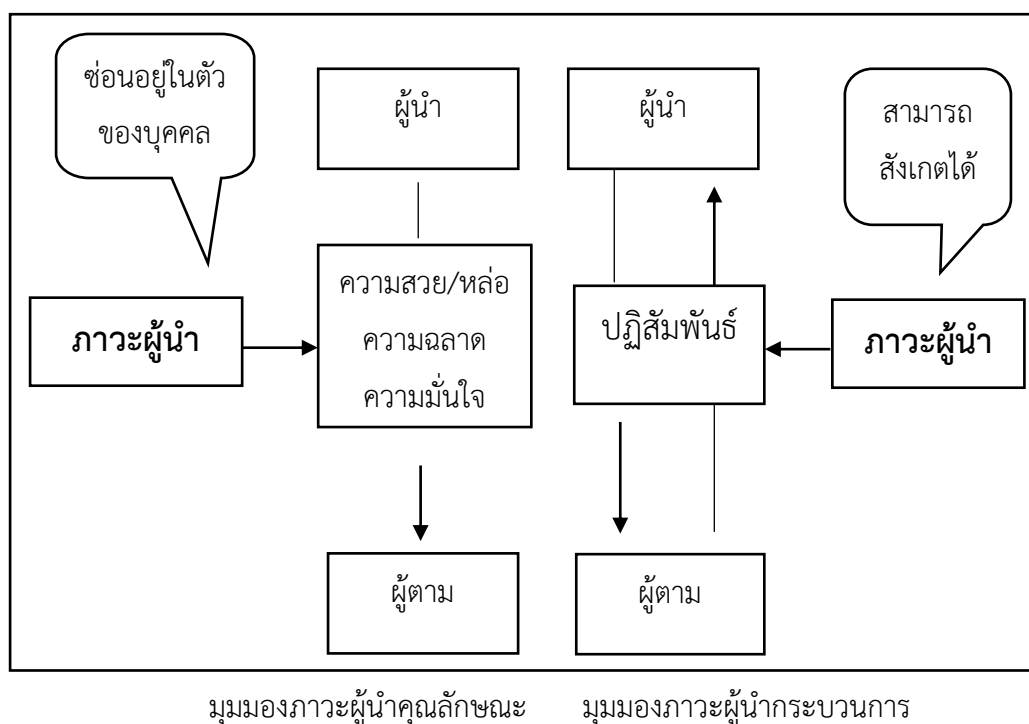 ซ่อนอยู่ในตัว
ของบุคคล
ผู้นำ
ผู้นำ
สามารถ
สังเกตได้
ภาวะผู้นำ
ความสวย/หล่อ
ความฉลาด
ความมั่นใจ
ปฏิสัมพันธ์
ภาวะผู้นำ
ผู้ตาม
ผู้ตาม
มุมมองภาวะผู้นำคุณลักษณะ
มุมมองภาวะผู้นำกระบวนการ